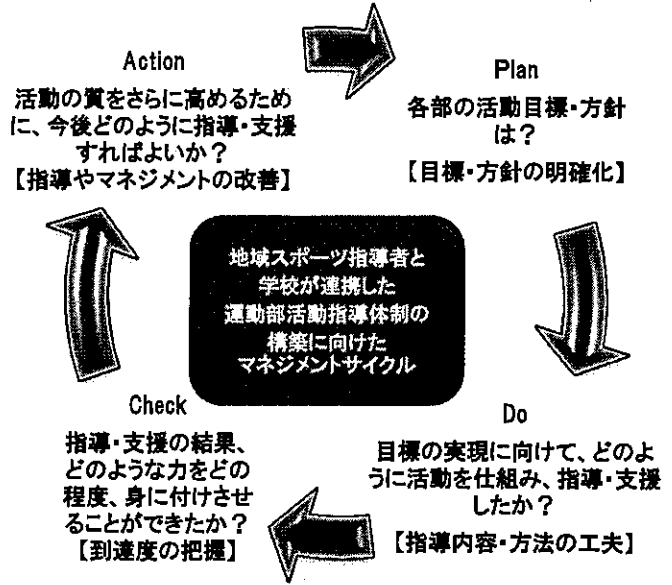 Action
活動の質をさらに高めるため
に、今後どのように指導・支援
すればよいか?
【指導やマネジメントの改善】
Plan
各部の活動目標・方針
は?
【目標・方針の明確化】
地域スポーツ指導者と
学校が連携した
運動部活動指導体制の
構築に向けた
マネジメントサイクル
Check
指導・支援の結果、
どのような力をどの
程度、身に付けさせ
ることができたか?
【到達度の把握】
Do
目標の実現に向けて、どのよ
うに活動を仕組み、指導・支援
したか?
【指導内容・方法の工夫】